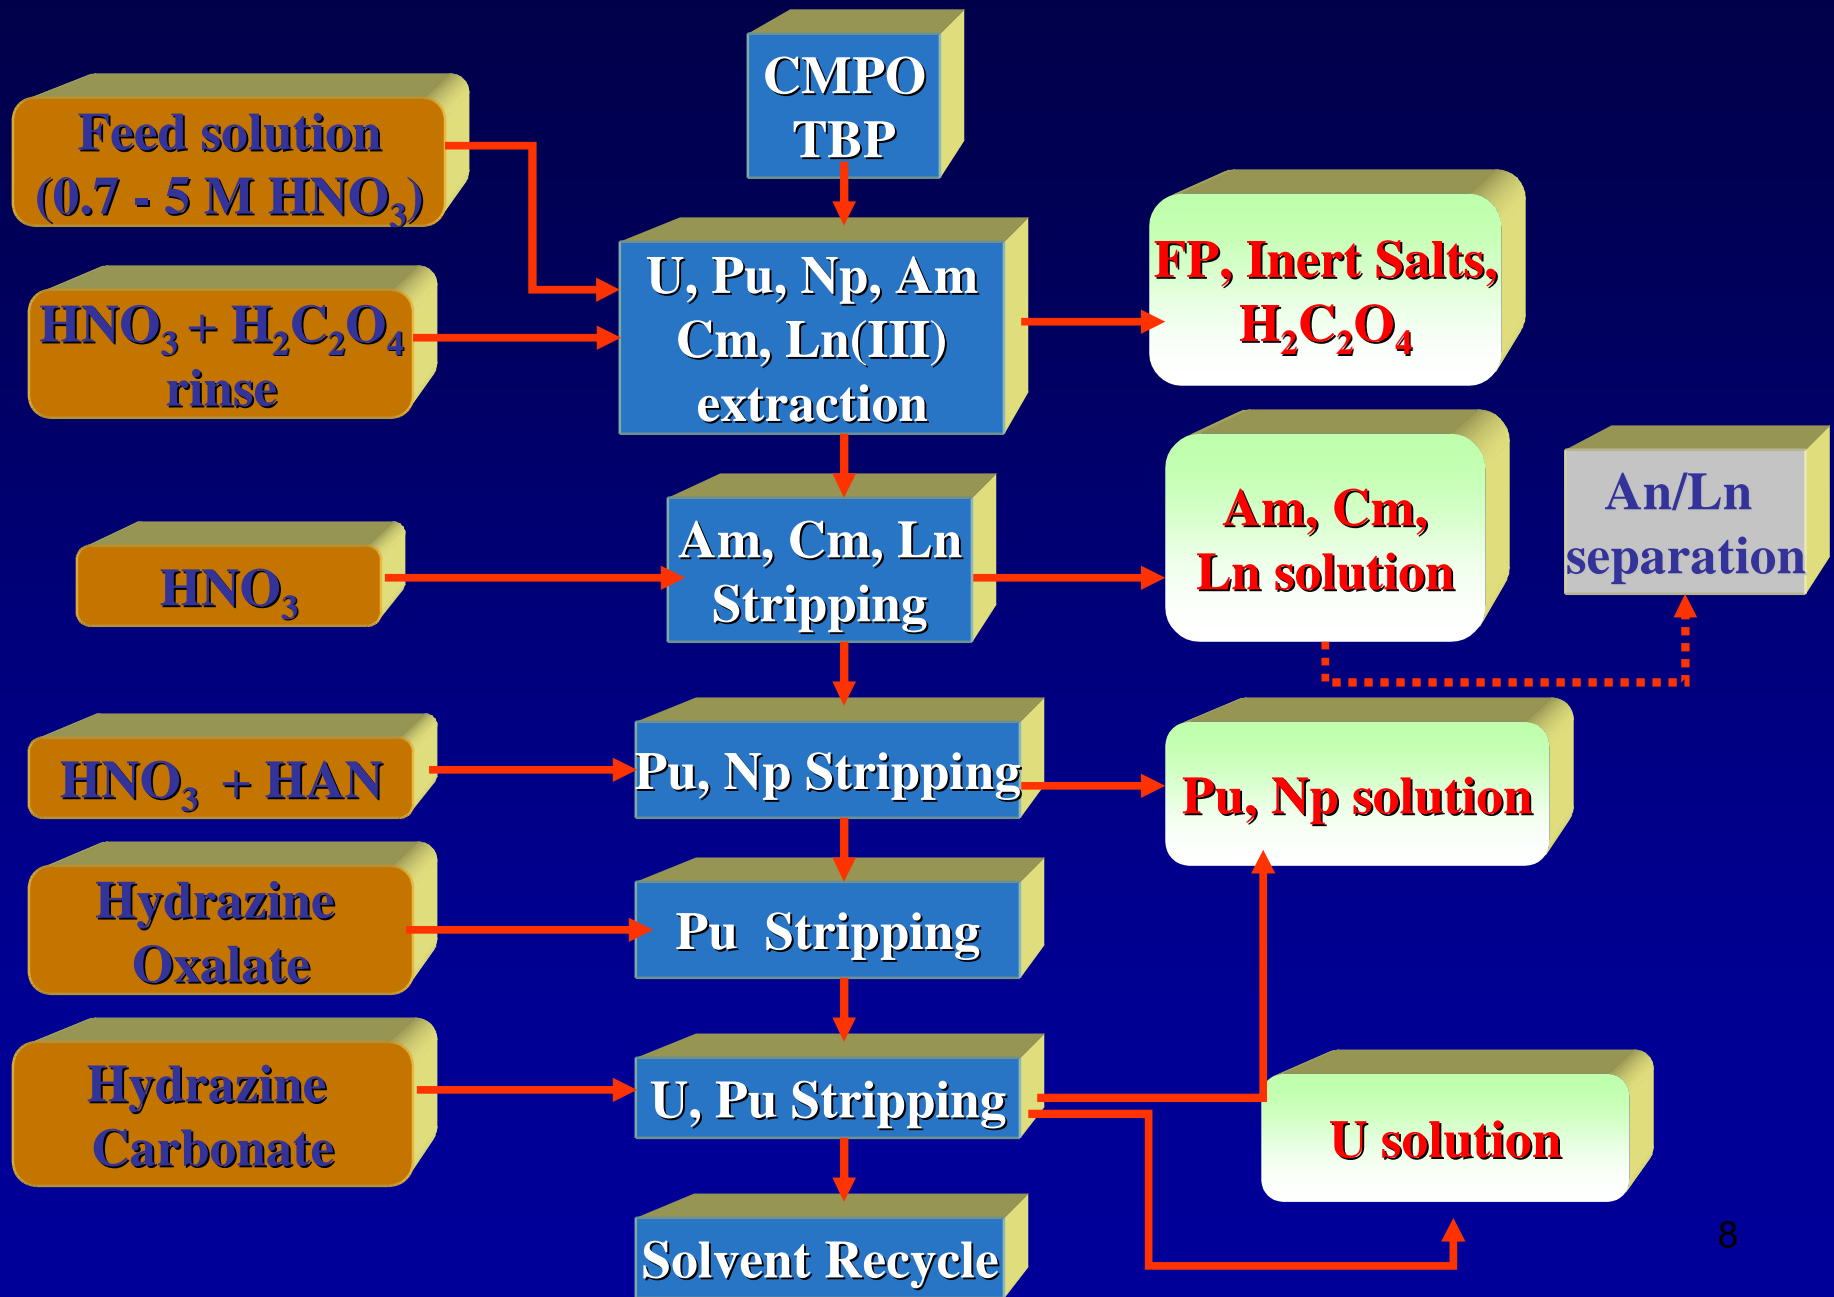 CMPO
TBP
Feed solution
(0.7 - 5 M HNO₃)
HNO₃ + H₂C₂O₄
rinse
U, Pu, Np, Am
Cm, Ln(III)
extraction
FP, Inert Salts,
H₂C₂O₄
HNO₃
Am, Cm, Ln
Stripping
Am, Cm,
Ln solution
An/Ln
separation
HNO₃ + HAN
Pu, Np Stripping
Pu, Np solution
Hydrazine
Oxalate
Pu Stripping
Hydrazine
Carbonate
U, Pu Stripping
U solution
Solvent Recycle
8